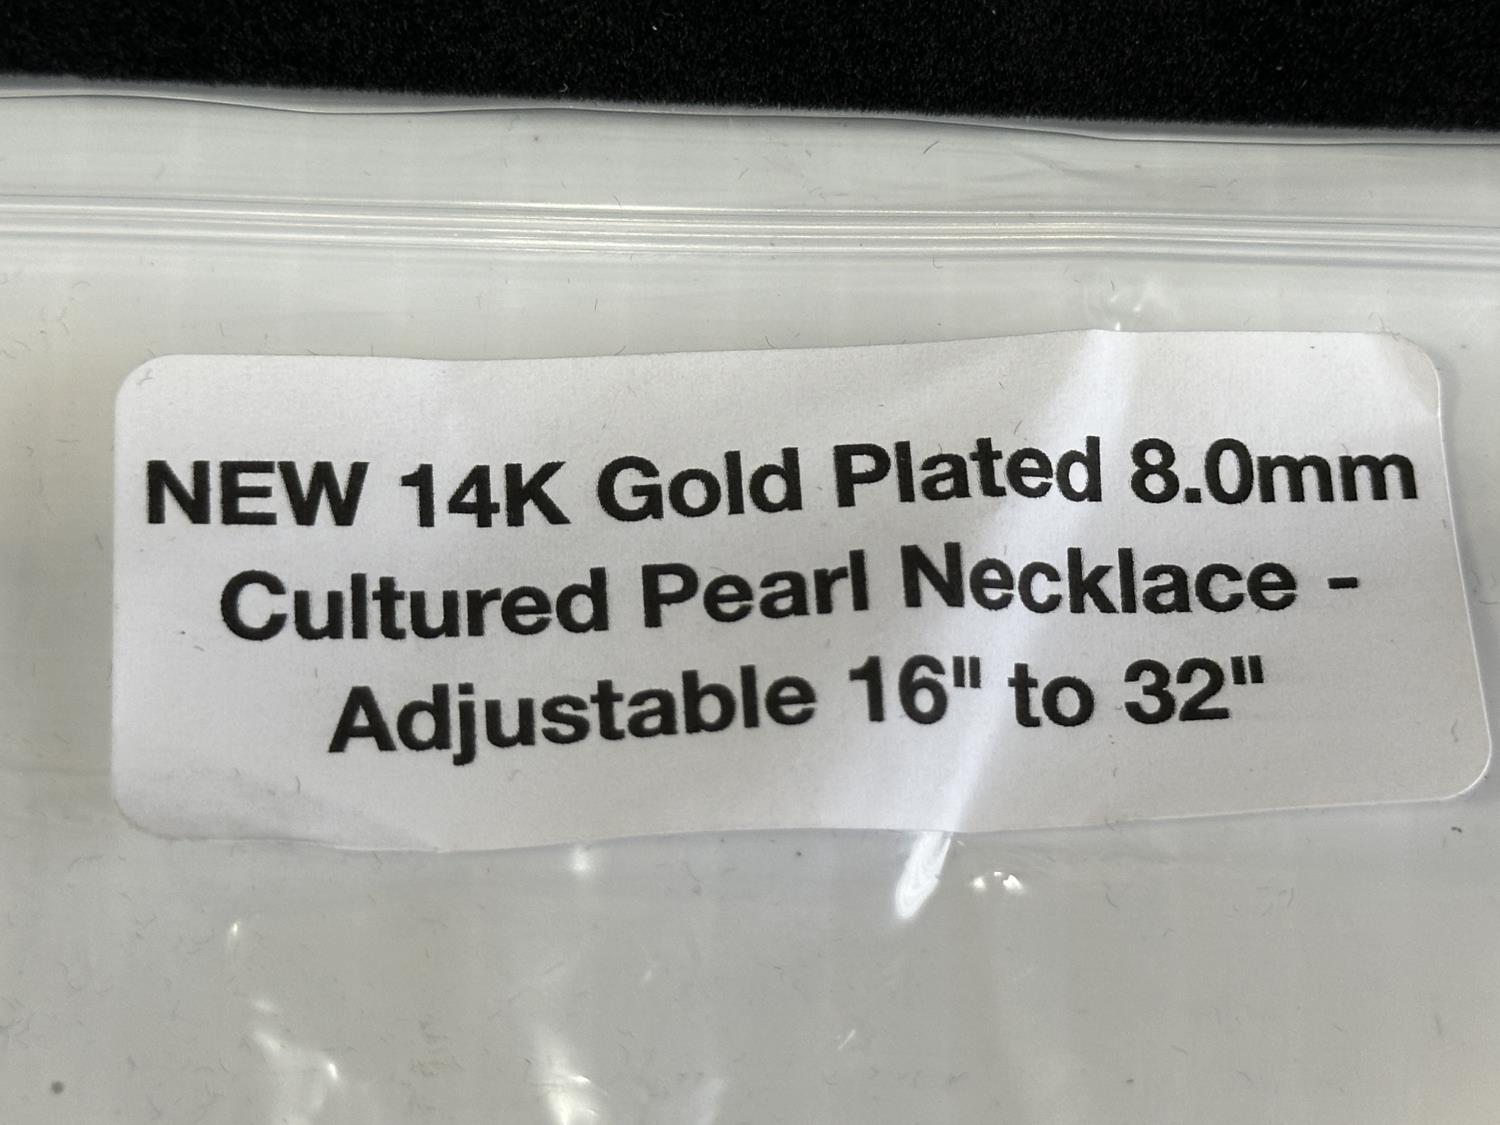 NEW 14K Gold Plated 8.0mm
Cultured Pearl Necklace -
Adjustable 16" to 32"